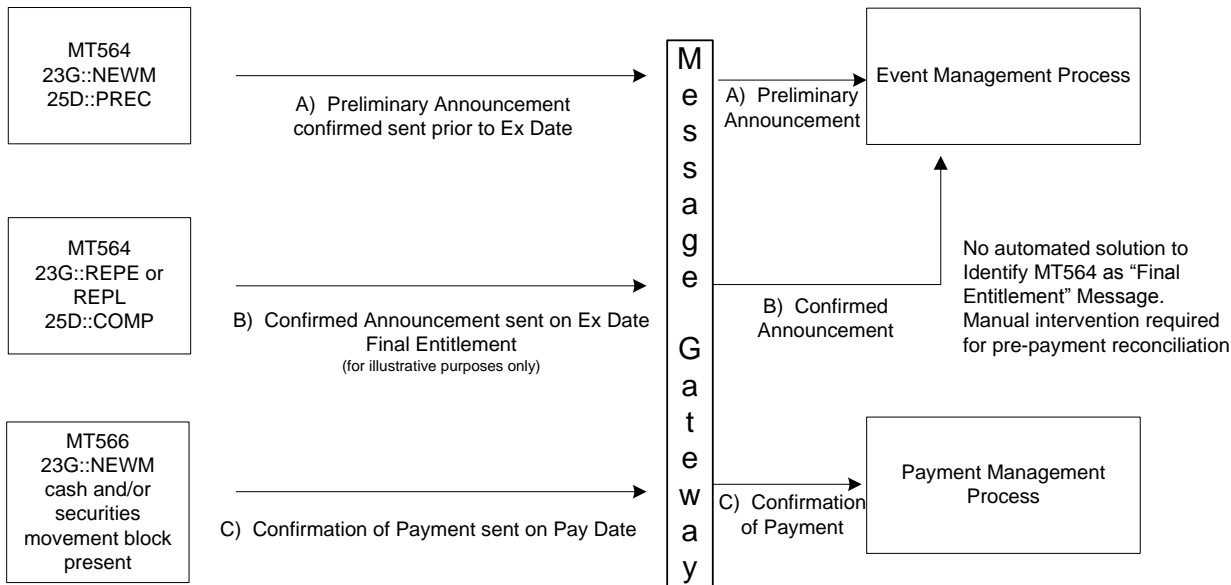 MT564
23G::NEWM
25D::PREC
A) Preliminary Announcement
confirmed sent prior to Ex Date
Message Gateway
A) Preliminary
Announcement
Event Management Process
MT564
23G::REPE or
REPL
25D::COMP
B) Confirmed Announcement sent on Ex Date
Final Entitlement
(for illustrative purposes only)
B) Confirmed
Announcement
No automated solution to
Identify MT564 as “Final
Entitlement” Message.
Manual intervention required
for pre-payment reconciliation
MT566
23G::NEWM
cash and/or
securities
movement block
present
C) Confirmation of Payment sent on Pay Date
C) Confirmation
of Payment
Payment Management
Process